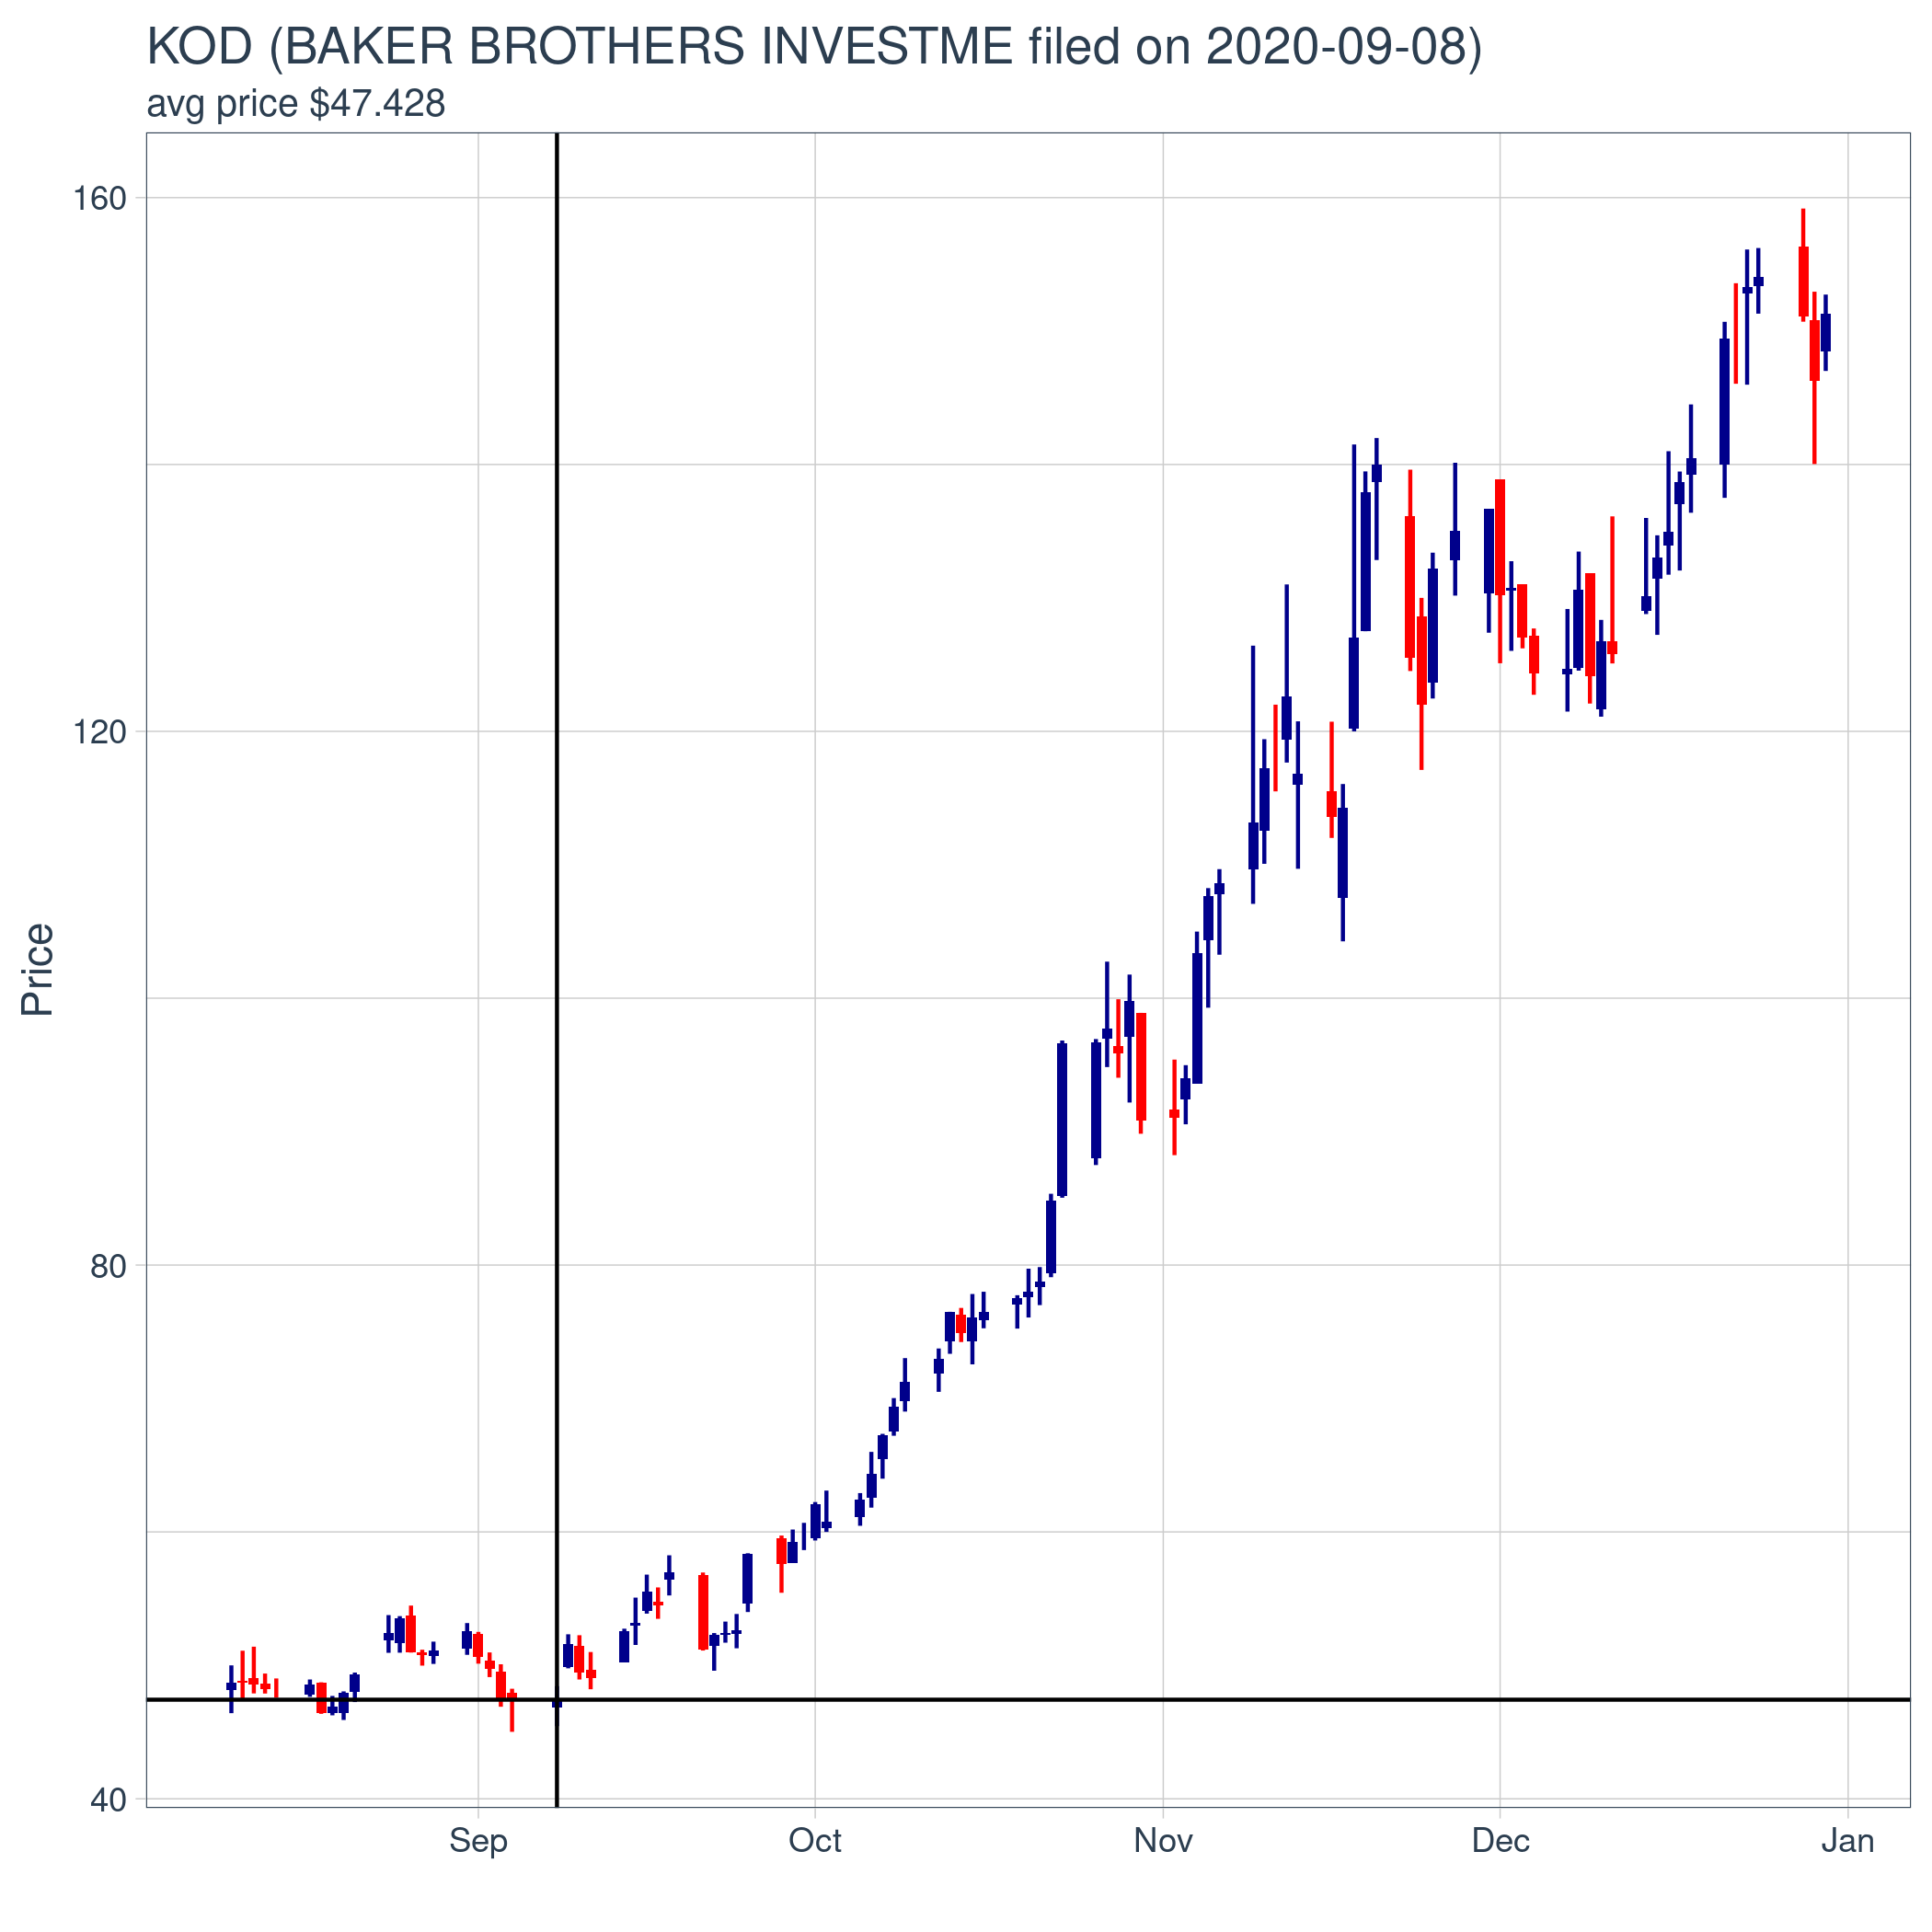 KOD (BAKER BROTHERS INVESTME filed on 2020-09-08)
avg price $47.428
160
120
80
40
Price
Sep Oct Nov Dec Jan